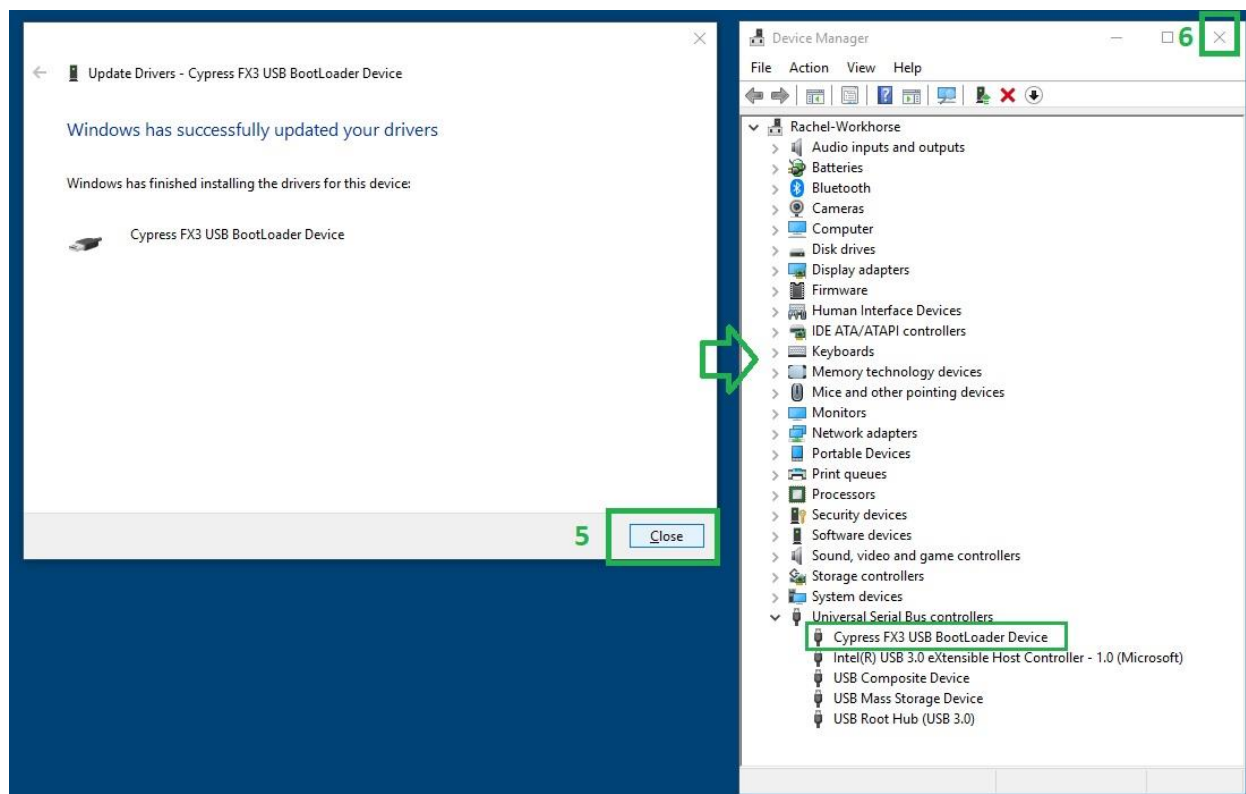 Update Drivers - Cypress FX3 USB BootLoader Device
Windows has successfully updated your drivers
Windows has finished installing the drivers for this device:
Cypress FX3 USB BootLoader Device
5
Close
Device Manager
6
File Action View Help
Rachel-Workhorse
Audio inputs and outputs
Batteries
Bluetooth
Cameras
Computer
Disk drives
Display adapters
Firmware
Human Interface Devices
IDE ATA/ATAPI controllers
Keyboards
Memory technology devices
Mice and other pointing devices
Monitors
Network adapters
Portable Devices
Print queues
Processors
Security devices
Software devices
Sound, video and game controllers
Storage controllers
System devices
Universal Serial Bus controllers
Cypress FX3 USB BootLoader Device
Intel(R) USB 3.0 eXtensible Host Controller - 1.0 (Microsoft)
USB Composite Device
USB Mass Storage Device
USB Root Hub (USB 3.0)